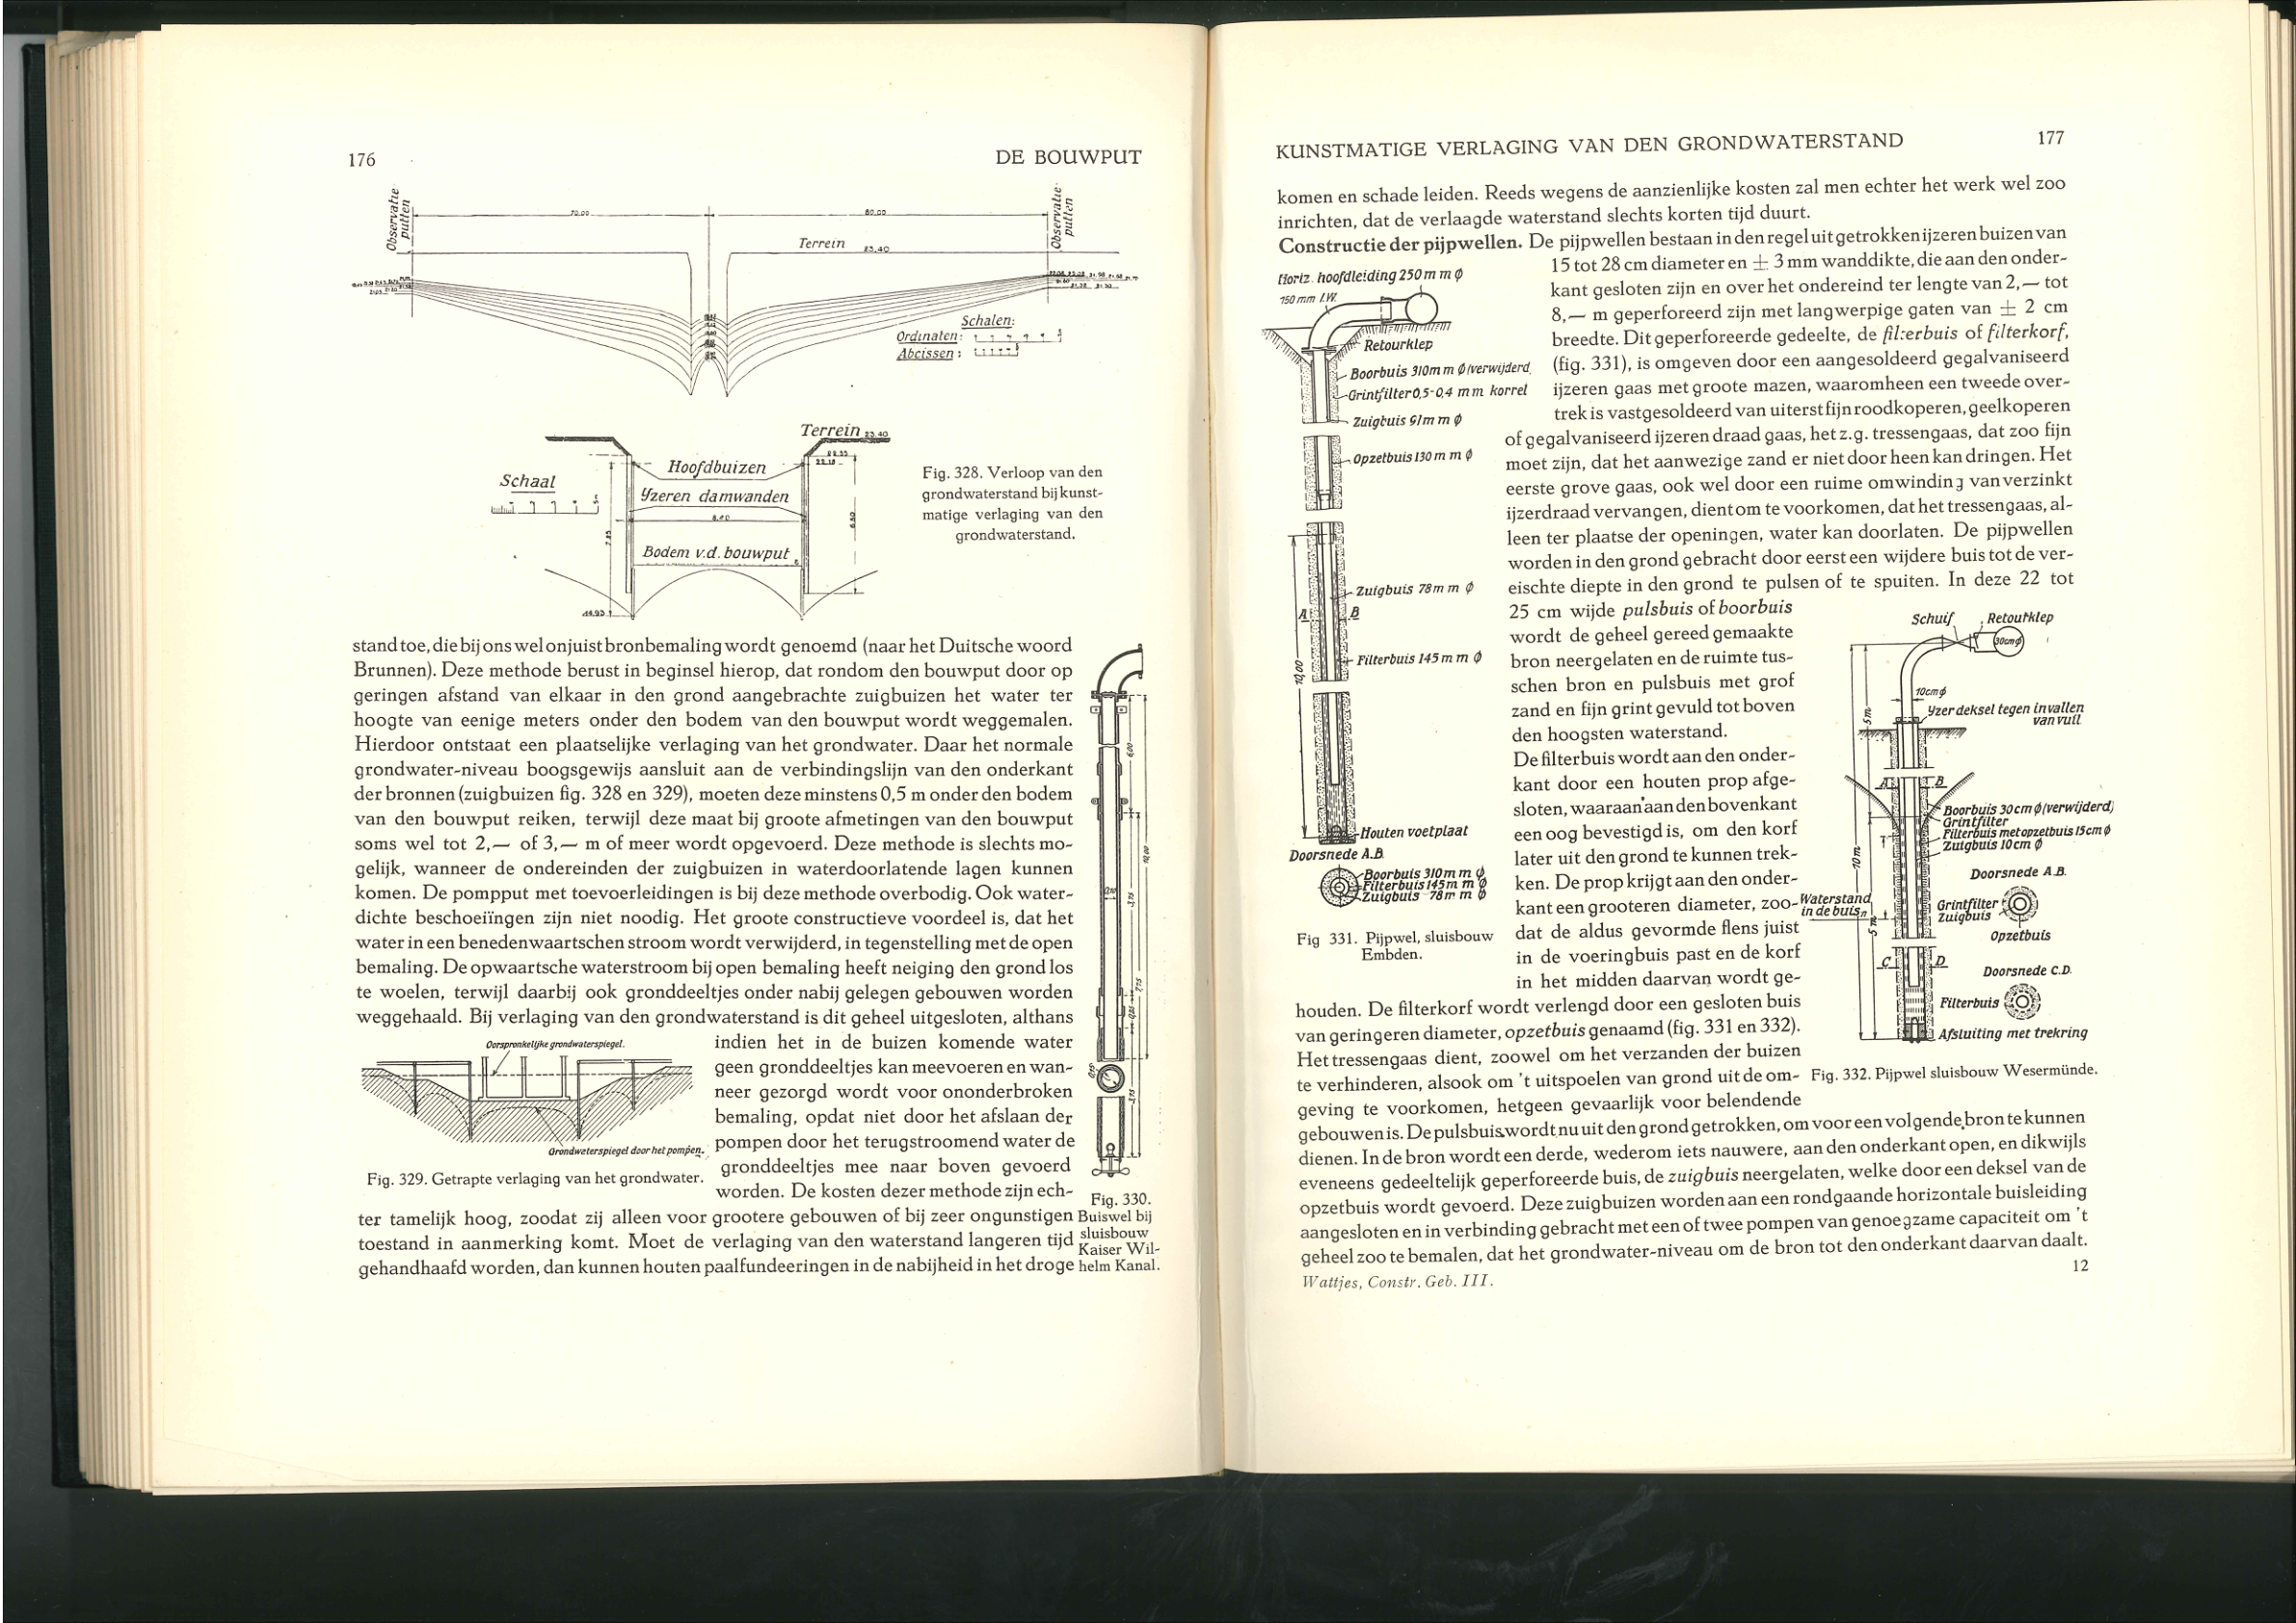 176
DE BOUWPUT
Observatie-
putten
70,00
60,00
Observatie-
putten
Terrein 23,40
Schalen:
Ordinaten:
Abcissen:
Terrein 23,40
Hoofdbuizen
Schaal
Yzeren damwanden
Bodem v.d. bouwput
Fig. 328. Verloop van den
grondwaterstand bij kunst-
matige verlaging van den
grondwaterstand.
stand toe, die bij ons wel onjuist bronbemaling wordt genoemd (naar het Duitsche woord
Brunnen). Deze methode berust in beginsel hierop, dat rondom den bouwput door op
geringen afstand van elkaar in den grond aangebrachte zuigbuizen het water ter
hoogte van eenige meters onder den bodem van den bouwput wordt weggemalen.
Hierdoor ontstaat een plaatselijke verlaging van het grondwater. Daar het normale
grondwater-niveau boogsgewijs aansluit aan de verbindingslijn van den onderkant
der bronnen (zuigbuizen fig. 328 en 329), moeten deze minstens 0,5 m onder den bodem
van den bouwput reiken, terwijl deze maat bij groote afmetingen van den bouwput
soms wel tot 2,— of 3,— m of meer wordt opgevoerd. Deze methode is slechts mo-
gelijk, wanneer de ondereinden der zuigbuizen in waterdoorlatende lagen kunnen
komen. De pompput met toevoerleidingen is bij deze methode overbodig. Ook water-
dichte beschoeiïngen zijn niet noodig. Het groote constructieve voordeel is, dat het
water in een benedenwaartschen stroom wordt verwijderd, in tegenstelling met de open
bemaling. De opwaartsche waterstroom bij open bemaling heeft neiging den grond los
te woelen, terwijl daarbij ook gronddeeltjes onder nabij gelegen gebouwen worden
weggehaald. Bij verlaging van den grondwaterstand is dit geheel uitgesloten, althans
indien het in de buizen komende water
geen gronddeeltjes kan meevoeren en wan-
neer gezorgd wordt voor ononderbroken
bemaling, opdat niet door het afslaan der
pompen door het terugstroomend water de
gronddeeltjes mee naar boven gevoerd
worden. De kosten dezer methode zijn ech-
ter tamelijk hoog, zoodat zij alleen voor grootere gebouwen of bij zeer ongunstigen
toestand in aanmerking komt. Moet de verlaging van den waterstand langeren tijd
gehandhaafd worden, dan kunnen houten paalfundeeringen in de nabijheid in het droge
Oorspronkelijke grondwaterspiegel.
Grondwaterspiegel door het pompen.
Fig. 329. Getrapte verlaging van het grondwater.
Fig. 330.
Buiswel bij
sluisbouw
Kaiser Wil-
helm Kanal.
KUNSTMATIGE VERLAGING VAN DEN GRONDWATERSTAND
177
komen en schade leiden. Reeds wegens de aanzienlijke kosten zal men echter het werk wel zoo
inrichten, dat de verlaagde waterstand slechts korten tijd duurt.
Constructie der pijpwellen. De pijpwellen bestaan in den regel uit getrokken ijzeren buizen van
15 tot 28 cm diameter en ± 3 mm wanddikte, die aan den onder-
kant gesloten zijn en over het ondereind ter lengte van 2,— tot
8,— m geperforeerd zijn met langwerpige gaten van ± 2 cm
breedte. Dit geperforeerde gedeelte, de filterbuis of filterkorf,
(fig. 331), is omgeven door een aangesoldeerd gegalvaniseerd
ijzeren gaas met groote mazen, waaromheen een tweede over-
trek is vastgesoldeerd van uiterst fijn roodkoperen, geelkoperen
of gegalvaniseerd ijzeren draad gaas, het z.g. tressengaas, dat zoo fijn
moet zijn, dat het aanwezige zand er niet door heen kan dringen. Het
eerste grove gaas, ook wel door een ruime omwinding van verzinkt
ijzerdraad vervangen, dient om te voorkomen, dat het tressengaas, al-
leen ter plaatse der openingen, water kan doorlaten. De pijpwellen
worden in den grond gebracht door eerst een wijdere buis tot de ver-
eischte diepte in den grond te pulsen of te spuiten. In deze 22 tot
25 cm wijde pulsbuis of boorbuis
wordt de geheel gereed gemaakte
bron neergelaten en de ruimte tus-
schen bron en pulsbuis met grof
zand en fijn grint gevuld tot boven
den hoogsten waterstand.
De filterbuis wordt aan den onder-
kant door een houten prop afge-
sloten, waaraan aan den bovenkant
een oog bevestigd is, om den korf
later uit den grond te kunnen trek-
ken. De prop krijgt aan den onder-
kant een grooteren diameter, zoo-
dat de aldus gevormde flens juist
in de voeringbuis past en de korf
in het midden daarvan wordt ge-
houden. De filterkorf wordt verlengd door een gesloten buis
van geringeren diameter, opzetbuis genaamd (fig. 331 en 332).
Het tressengaas dient, zoowel om het verzanden der buizen
te verhinderen, alsook om 't uitspoelen van grond uit de om-
geving te voorkomen, hetgeen gevaarlijk voor belendende
gebouwen is. De pulsbuis wordt nu uit den grond getrokken, om voor een volgende bron te kunnen
dienen. In de bron wordt een derde, wederom iets nauwere, aan den onderkant open, en dikwijls
eveneens gedeeltelijk geperforeerde buis, de zuigbuis neergelaten, welke door een deksel van de
opzetbuis wordt gevoerd. Deze zuigbuizen worden aan een rondgaande horizontale buisleiding
aangesloten en in verbinding gebracht met een of twee pompen van genoegzame capaciteit om 't
geheel zoo te bemalen, dat het grondwater-niveau om de bron tot den onderkant daarvan daalt.
Wattjes, Constr. Geb. III.
12
Horiz. hoofdleiding 250 m m ϕ
150 mm I.W.
Retourklep
Boorbuis 310 m m ϕ (verwijderd
Grintfilter 0,5-0,4 m m korrel
Zuigbuis 91 m m ϕ
Opzetbuis 130 m m ϕ
Zuigbuis 78 m m ϕ
A B
Filterbuis 145 m m ϕ
10,00
Houten voetplaat
Doorsnede A.B.
Boorbuis 310 m m ϕ
Filterbuis 145 m m ϕ
Zuigbuis 78 m m ϕ
Fig 331. Pijpwel, sluisbouw
Embden.
Schuif
Retourklep
30cm ϕ
10cm ϕ
5 m.
Yzer deksel tegen invallen
van vuil
A B
Boorbuis 30 cm ϕ (verwijderd)
Grintfilter
Filterbuis met opzetbuis 15 cm ϕ
Zuigbuis 10 cm ϕ
10 m.
Doorsnede A.B.
Waterstand
in de buis
5 m
Grintfilter
Zuigbuis
Opzetbuis
C D
Doorsnede C.D.
Filterbuis
Afsluiting met trekring
Fig. 332. Pijpwel sluisbouw Wesermünde.